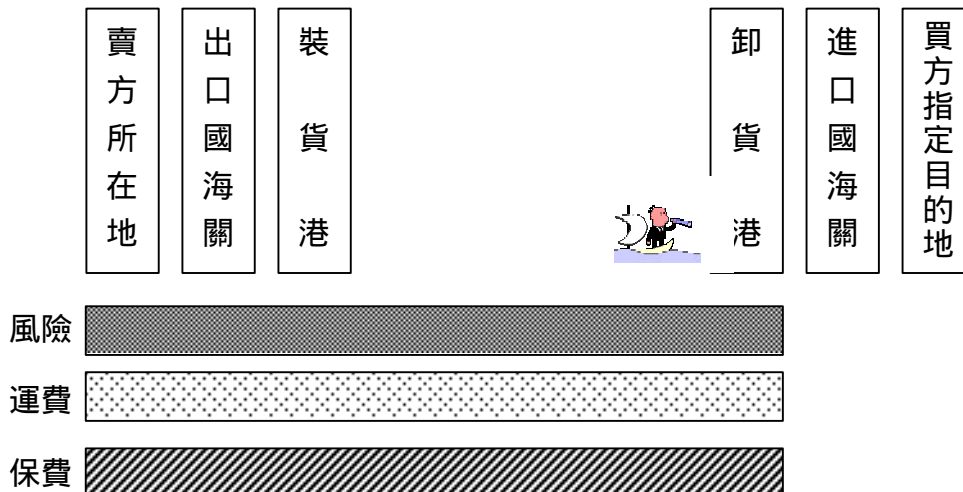 賣方所在地
出口國海關
裝貨港
卸貨港
進口國海關
買方指定目的地
風險
運費
保費